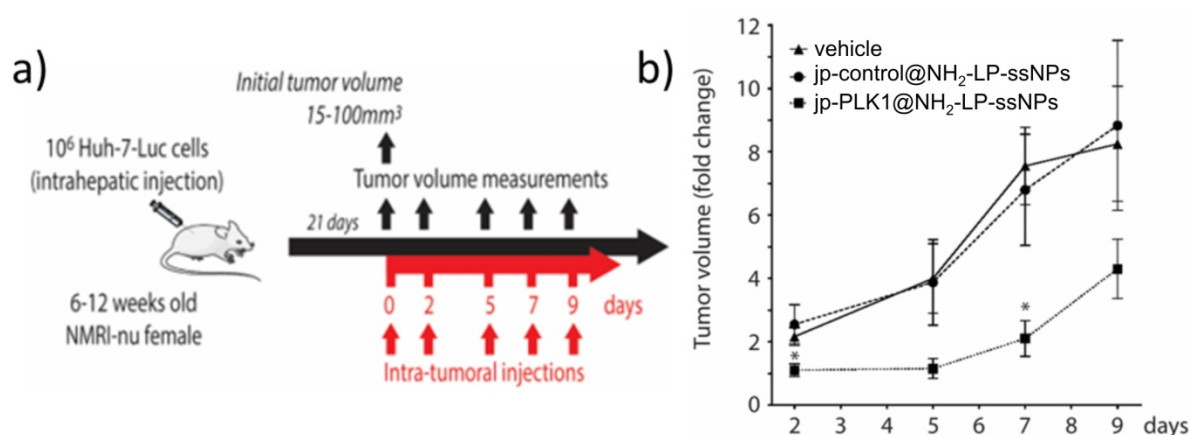 a)
Initial tumor volume
15-100mm³
10⁶ Huh-7-Luc cells
(intrahepatic injection)
Tumor volume measurements
21 days
6-12 weeks old
NMRI-nu female
0 2 5 7 9 days
Intra-tumoral injections
b)
Tumor volume (fold change)
12
10
8
6
4
2
0
vehicle
jp-control@NH₂-LP-ssNPs
jp-PLK1@NH₂-LP-ssNPs
*
*
2 3 4 5 6 7 8 9 days